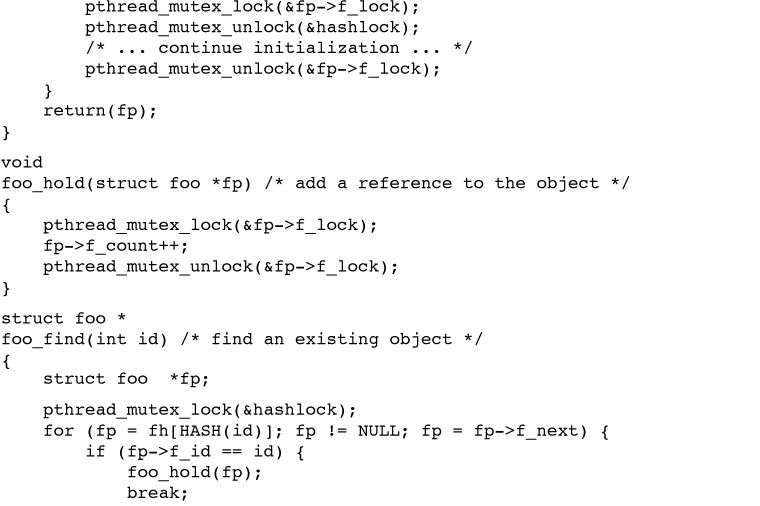 pthread_mutex_lock(&fp->f_lock);
        pthread_mutex_unlock(&hashlock);
        /* ... continue initialization ... */
        pthread_mutex_unlock(&fp->f_lock);
    }
    return(fp);
}
void
foo_hold(struct foo *fp) /* add a reference to the object */
{
    pthread_mutex_lock(&fp->f_lock);
    fp->f_count++;
    pthread_mutex_unlock(&fp->f_lock);
}
struct foo *
foo_find(int id) /* find an existing object */
{
    struct foo  *fp;
    pthread_mutex_lock(&hashlock);
    for (fp = fh[HASH(id)]; fp != NULL; fp = fp->f_next) {
        if (fp->f_id == id) {
            foo_hold(fp);
            break;